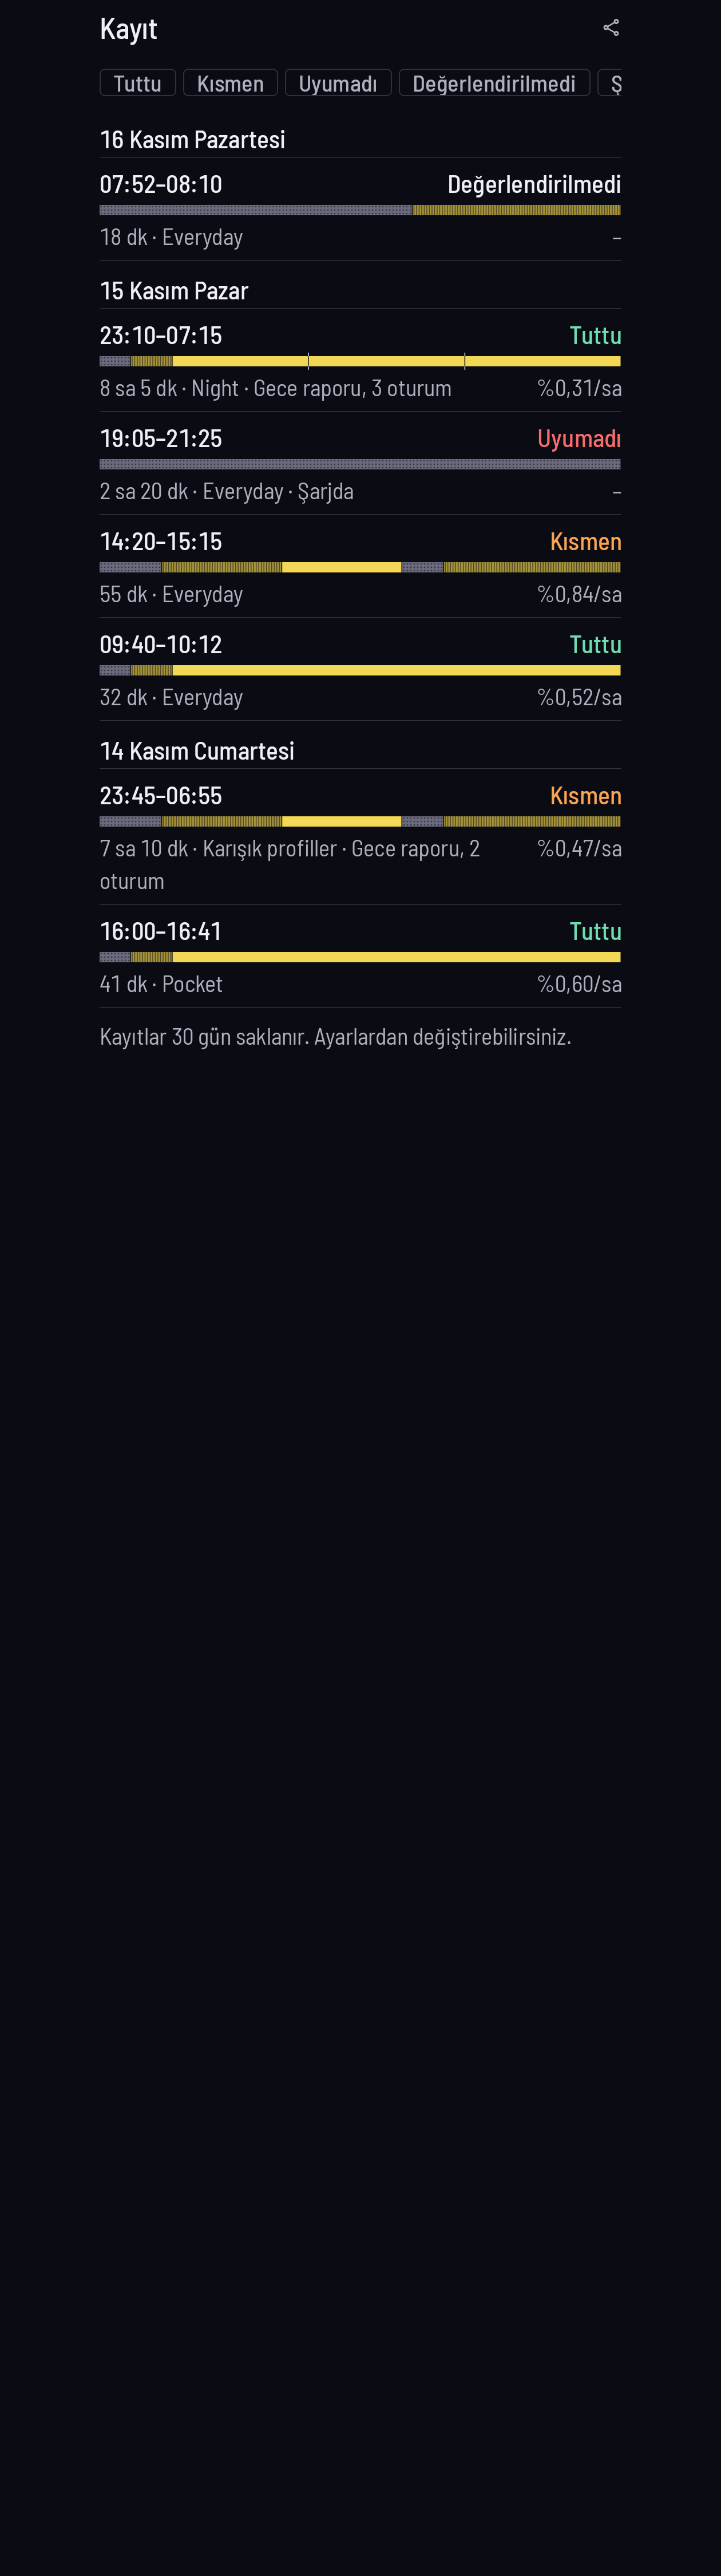 Kayıt
Tuttu
Kısmen
Uyumadı
Değerlendirilmedi
Ş
16 Kasım Pazartesi
07:52–08:10
Değerlendirilmedi
18 dk · Everyday
–
15 Kasım Pazar
23:10–07:15
Tuttu
8 sa 5 dk · Night · Gece raporu, 3 oturum
%0,31/sa
19:05–21:25
Uyumadı
2 sa 20 dk · Everyday · Şarjda
–
14:20–15:15
Kısmen
55 dk · Everyday
%0,84/sa
09:40–10:12
Tuttu
32 dk · Everyday
%0,52/sa
14 Kasım Cumartesi
23:45–06:55
Kısmen
7 sa 10 dk · Karışık profiller · Gece raporu, 2
oturum
%0,47/sa
16:00–16:41
Tuttu
41 dk · Pocket
%0,60/sa
Kayıtlar 30 gün saklanır. Ayarlardan değiştirebilirsiniz.